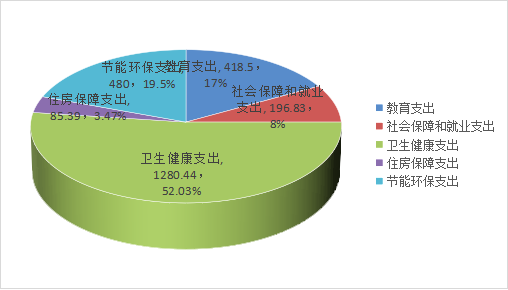 节能环保支出,
480，19.5%
教育支出, 418.5，
17%
社会保障和就业
支出, 196.83，
8%
住房保障支出,
85.39，3.47%
卫生健康支出,
1280.44，
52.03%
教育支出
社会保障和就业支出
卫生健康支出
住房保障支出
节能环保支出